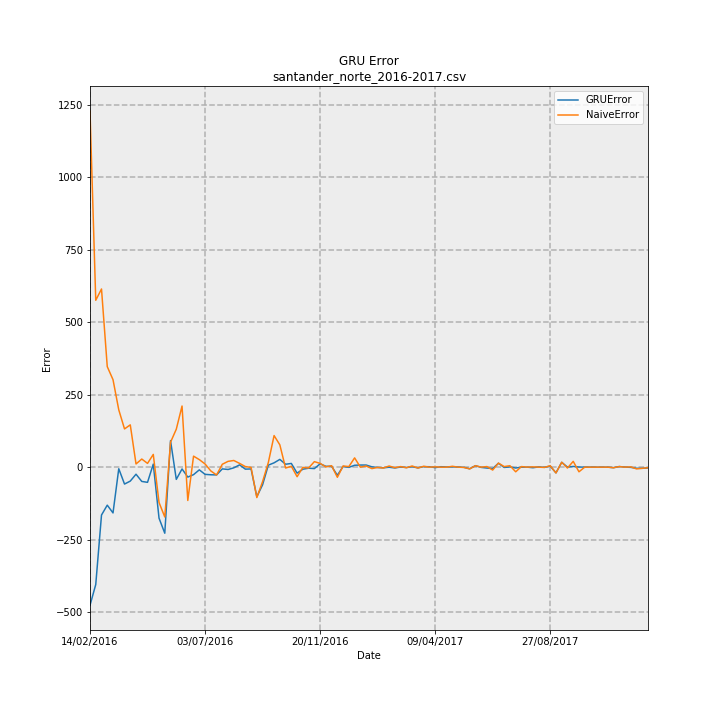 GRU Error
santander_norte_2016-2017.csv
GRUError
NaiveError
1250
1000
750
500
250
0
−250
−500
Error
14/02/2016 03/07/2016 20/11/2016 09/04/2017 27/08/2017
Date